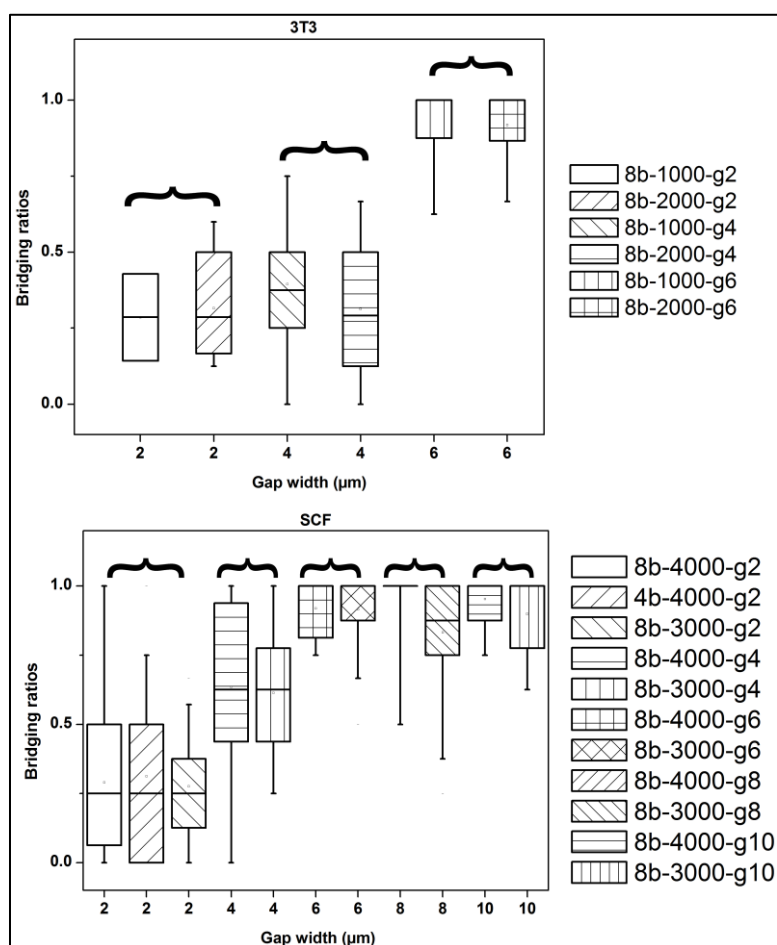 3T3
Bridging ratios
1.0
0.5
0.0
2 2 4 4 6 6
Gap width (µm)
8b-1000-g2
8b-2000-g2
8b-1000-g4
8b-2000-g4
8b-1000-g6
8b-2000-g6
SCF
Bridging ratios
1.0
0.5
0.0
2 2 2 4 4 6 6 8 8 10 10
Gap width (µm)
8b-4000-g2
4b-4000-g2
8b-3000-g2
8b-4000-g4
8b-3000-g4
8b-4000-g6
8b-3000-g6
8b-4000-g8
8b-3000-g8
8b-4000-g10
8b-3000-g10